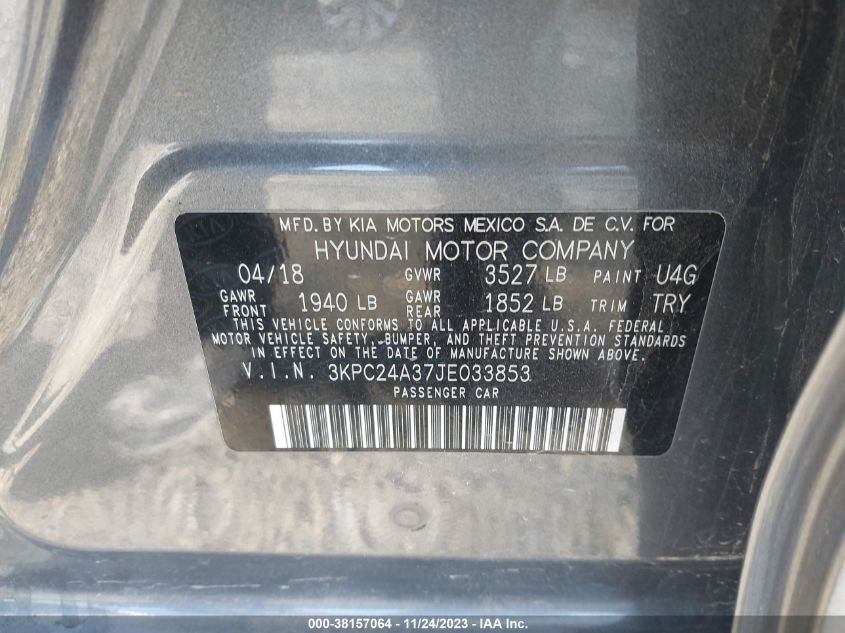 MFD. BY KIA MOTORS MEXICO S.A. DE C.V. FOR
HYUNDAI MOTOR COMPANY
04/18 GVWR 3527 LB PAINT U4G
GAWR FRONT 1940 LB GAWR REAR 1852 LB TRIM TRY
THIS VEHICLE CONFORMS TO ALL APPLICABLE U.S.A. FEDERAL
MOTOR VEHICLE SAFETY, BUMPER, AND THEFT PREVENTION STANDARDS
IN EFFECT ON THE DATE OF MANUFACTURE SHOWN ABOVE.
V.I.N. 3KPC24A37JE033853
PASSENGER CAR
000-38157064 - 11/24/2023 - © IAA Inc.